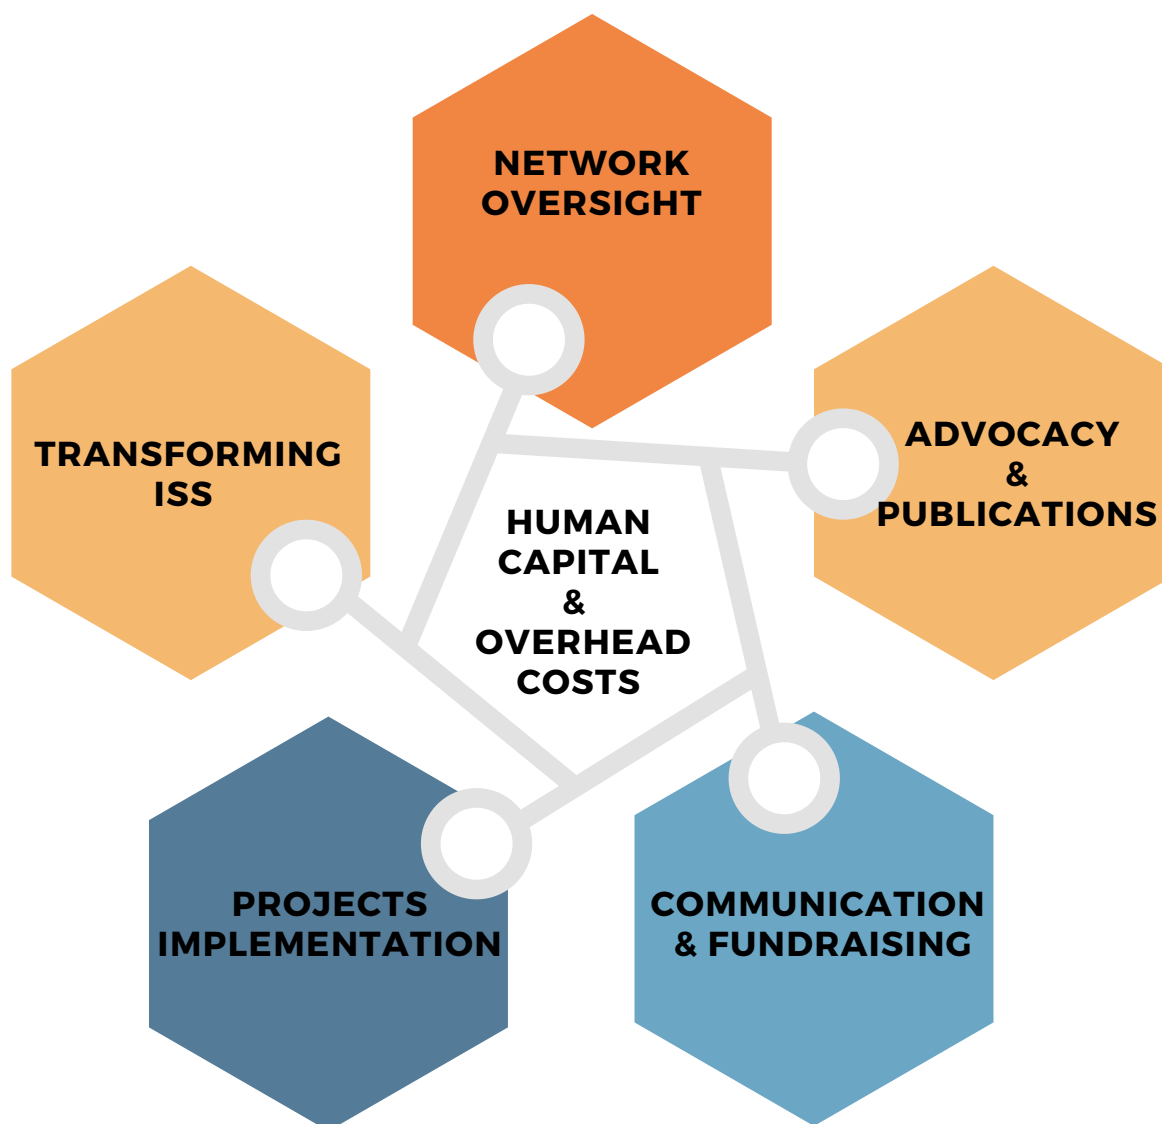 NETWORK
OVERSIGHT
TRANSFORMING
ISS
ADVOCACY
&
PUBLICATIONS
HUMAN
CAPITAL
&
OVERHEAD
COSTS
PROJECTS
IMPLEMENTATION
COMMUNICATION
& FUNDRAISING